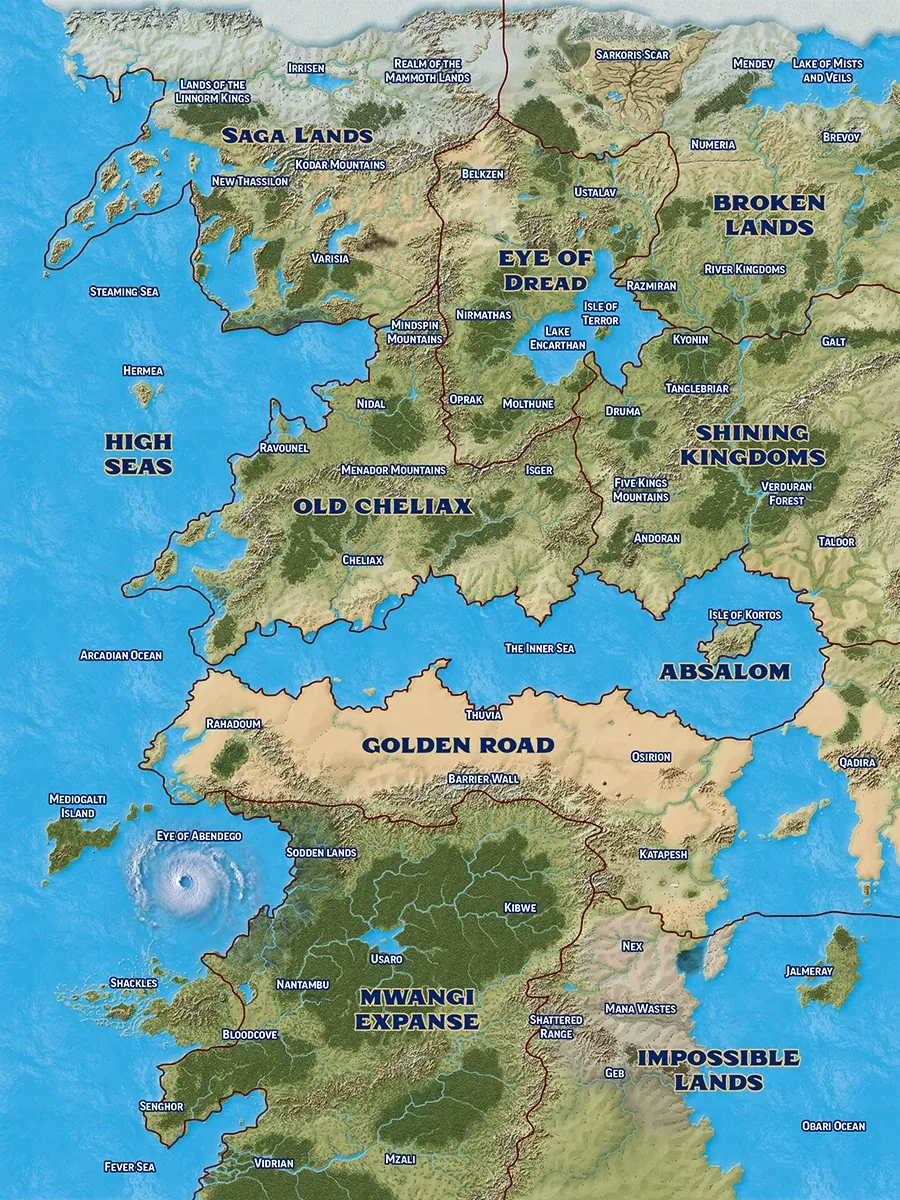 Sarkoris Scar
Irrisen
Realm of the
Mammoth Lands
Mendev
Lake of Mists
and Veils
Lands of the
Linnorm Kings
Saga Lands
Numeria
Brevoy
Kodar Mountains
New Thassilon
Belkzen
Ustalav
Broken
Lands
Varisia
Eye of
Dread
River Kingdoms
Steaming Sea
Razmiran
Mindspin
Mountains
Nirmathas
Isle of
Terror
Lake
Encarthan
Kyonin
Galt
Hermea
Nidal
Oprak
Molthune
Druma
Tanglebriar
High
Seas
Ravounel
Shining
Kingdoms
Menador Mountains
Isger
Five Kings
Mountains
Verduran
Forest
Old Cheliax
Cheliax
Andoran
Taldor
Isle of Kortos
Arcadian Ocean
The Inner Sea
Absalom
Rahadoum
Thuvia
Golden Road
Osirion
Qadira
Barrier Wall
Mediogalti
Island
Eye of Abendego
Sodden Lands
Katapesh
Kibwe
Usaro
Nex
Shackles
Nantambu
Jalmeray
Mwangi
Expanse
Mana Wastes
Bloodcove
Shattered
Range
Impossible
Lands
Geb
Senghor
Obari Ocean
Fever Sea
Vidrian
Mzali